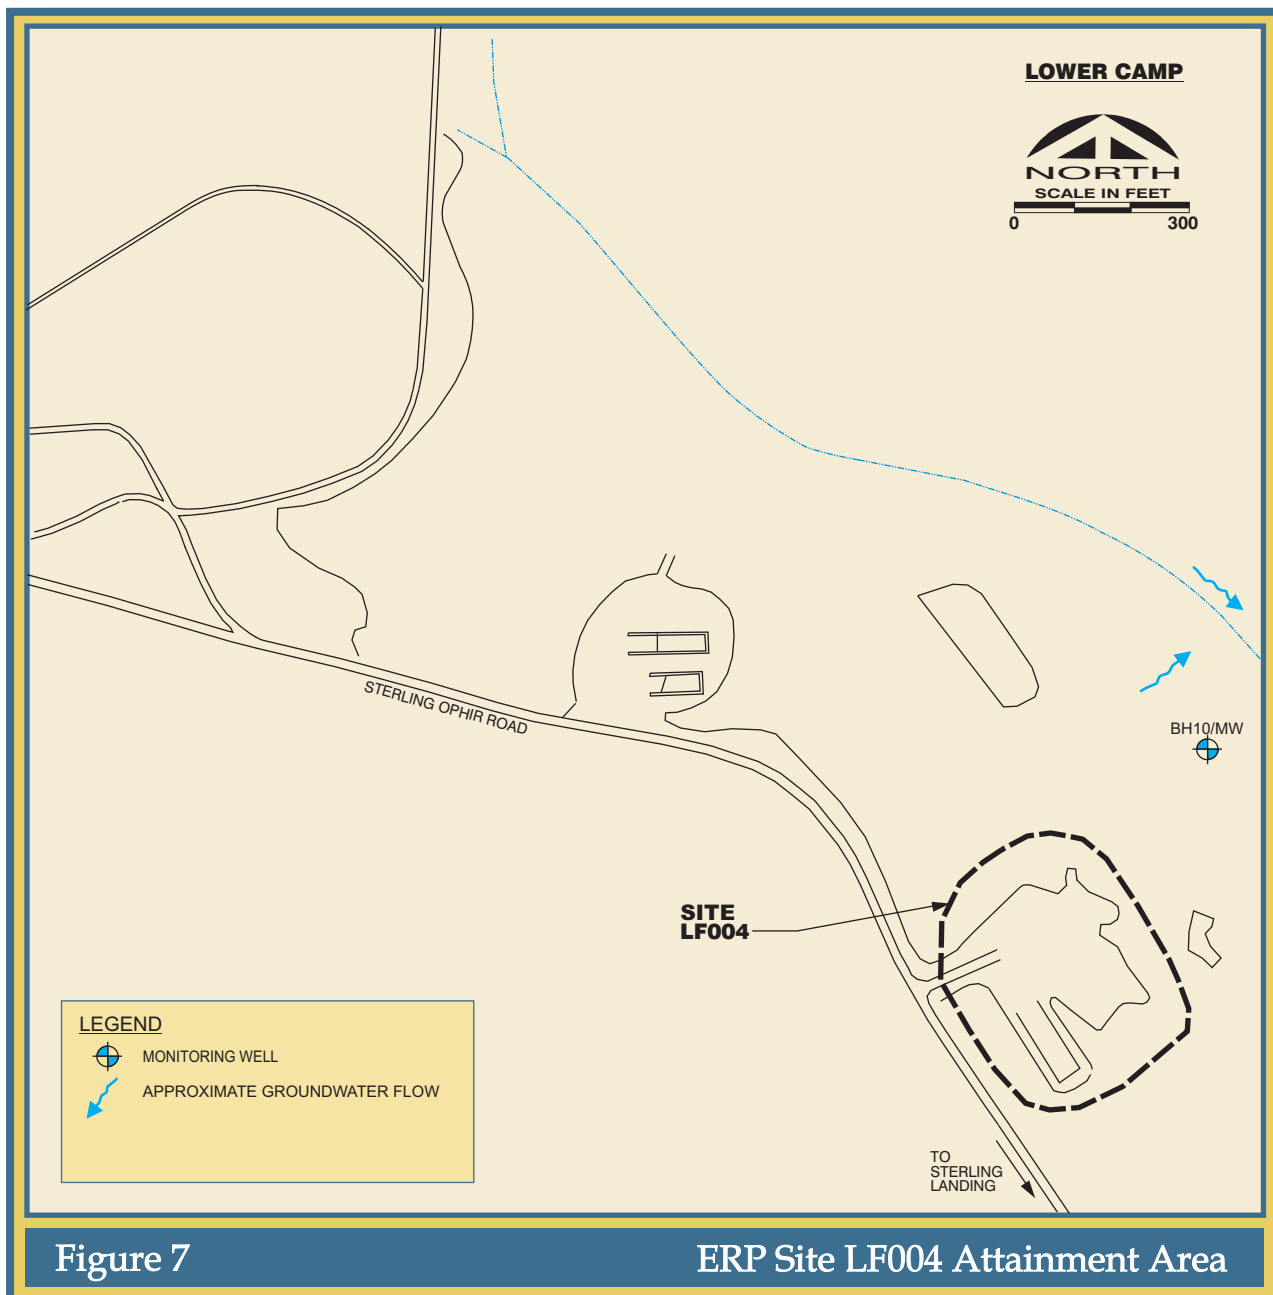 LOWER CAMP
NORTH
SCALE IN FEET
0 300
STERLING OPHIR ROAD
BH10/MW
SITE
LF004
LEGEND
MONITORING WELL
APPROXIMATE GROUNDWATER FLOW
TO
STERLING
LANDING
Figure 7
ERP Site LF004 Attainment Area